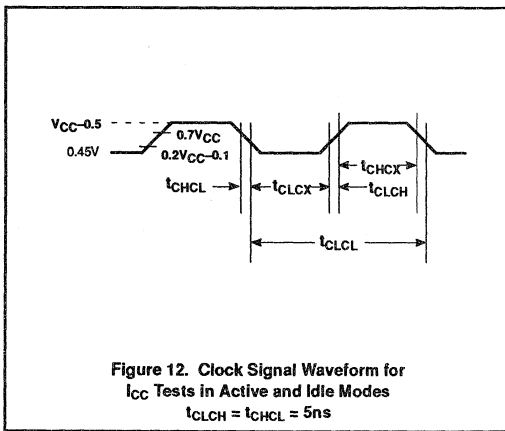 VCC–0.5
0.7VCC
0.45V
0.2VCC–0.1
tCHCX
tCHCL
tCLCX
tCLCH
tCLCL
Figure 12. Clock Signal Waveform for
ICC Tests in Active and Idle Modes
tCLCH = tCHCL = 5ns